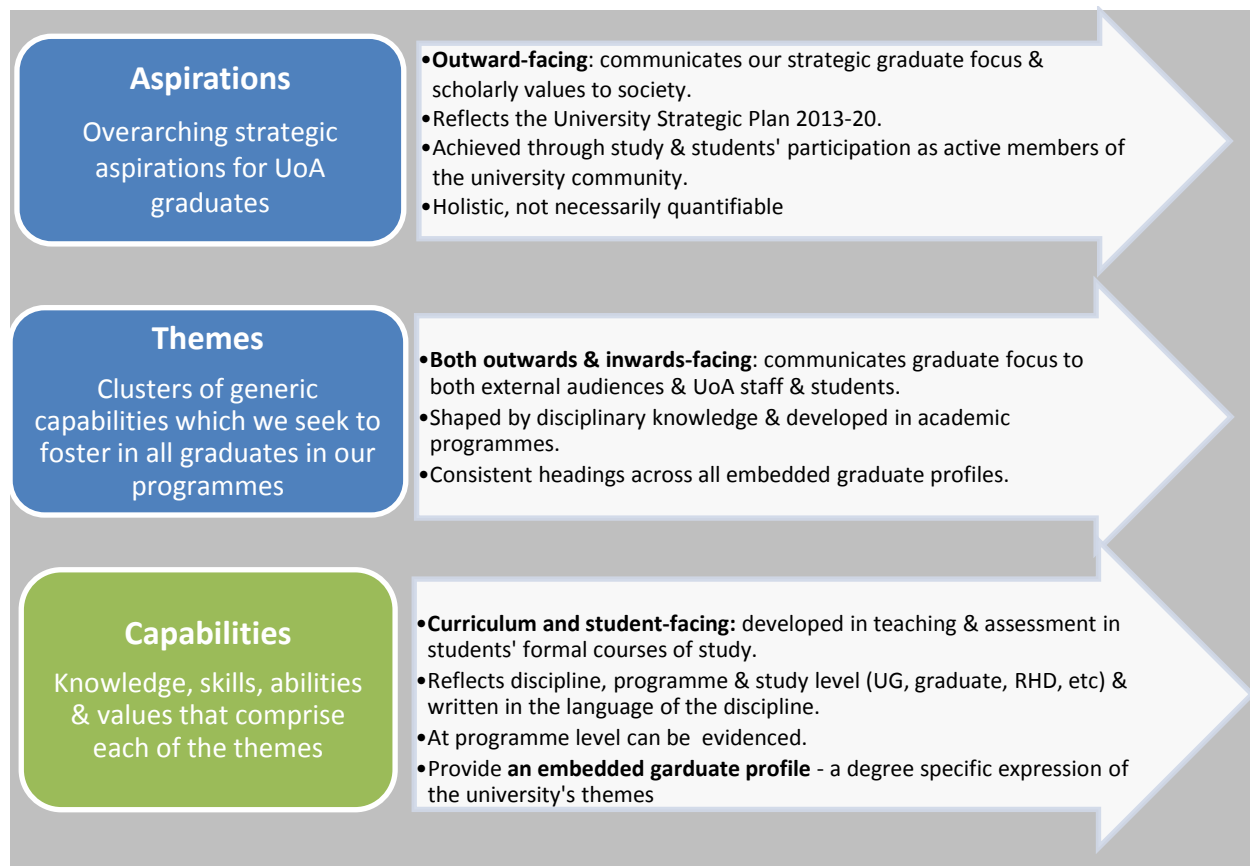 Aspirations
Overarching strategic
aspirations for UoA
graduates
•Outward-facing: communicates our strategic graduate focus &
scholarly values to society.
•Reflects the University Strategic Plan 2013-20.
•Achieved through study & students' participation as active members of
the university community.
•Holistic, not necessarily quantifiable
Themes
Clusters of generic
capabilities which we seek to
foster in all graduates in our
programmes
•Both outwards & inwards-facing: communicates graduate focus to
both external audiences & UoA staff & students.
•Shaped by disciplinary knowledge & developed in academic
programmes.
•Consistent headings across all embedded graduate profiles.
Capabilities
Knowledge, skills, abilities
& values that comprise
each of the themes
•Curriculum and student-facing: developed in teaching & assessment in
students' formal courses of study.
•Reflects discipline, programme & study level (UG, graduate, RHD, etc) &
written in the language of the discipline.
•At programme level can be evidenced.
•Provide an embedded garduate profile - a degree specific expression of
the university's themes